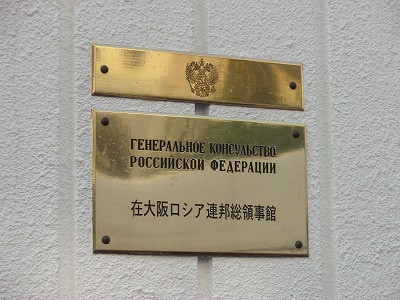 ГЕНЕРАЛЬНОЕ КОНСУЛЬСТВО
РОССИЙСКОЙ ФЕДЕРАЦИИ
在大阪ロシア連邦総領事館